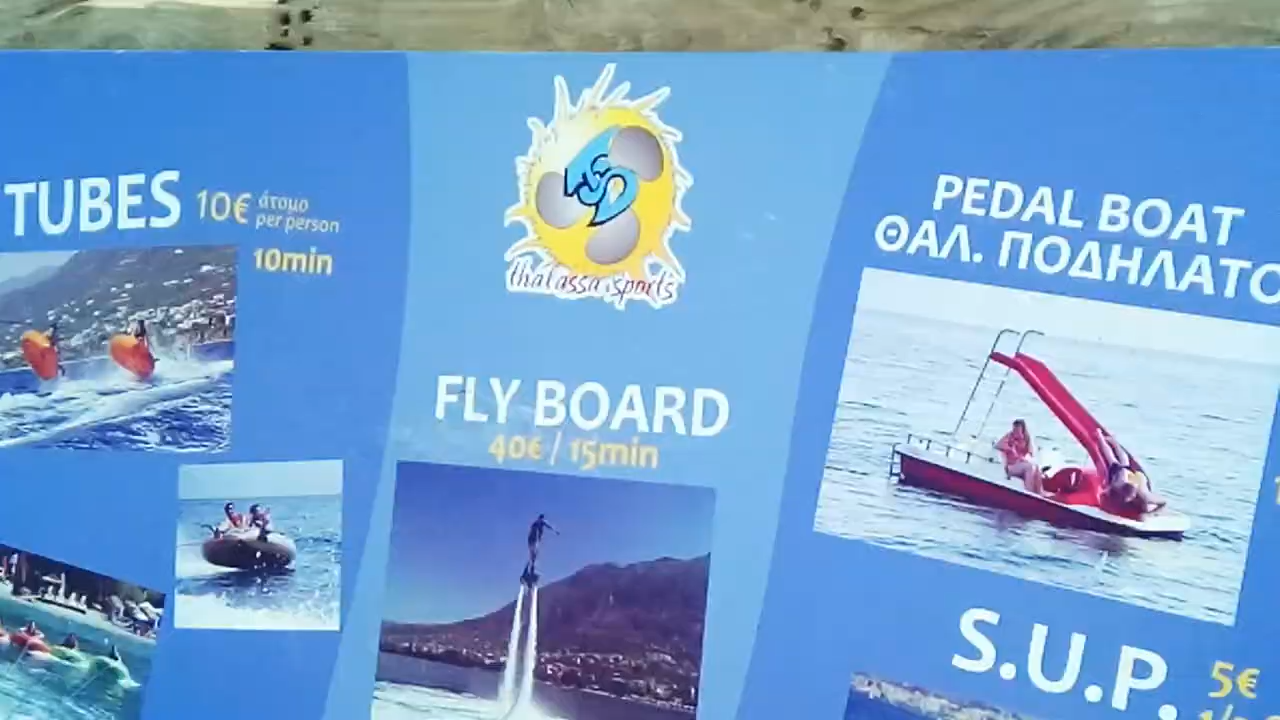 TUBES 10€ άτομο
per person
10min
thalassa sports
FLY BOARD
40€ / 15min
PEDAL BOAT
ΘΑΛ. ΠΟΔΗΛΑΤΟ
S.U.P. 5€